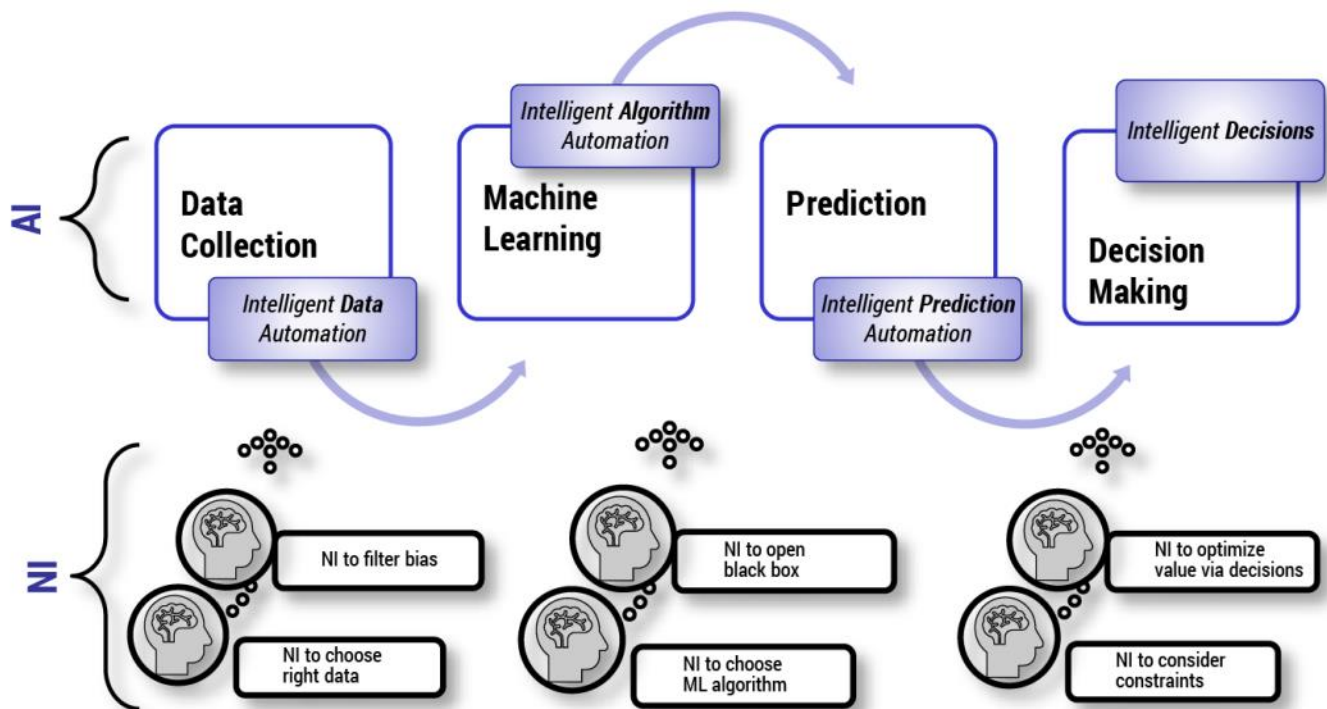 AI
Data
Collection
Intelligent Data
Automation
Machine
Learning
Intelligent Algorithm
Automation
Prediction
Intelligent Prediction
Automation
Intelligent Decisions
Decision
Making
NI
NI to filter bias
NI to choose
right data
NI to open
black box
NI to choose
ML algorithm
NI to optimize
value via decisions
NI to consider
constraints